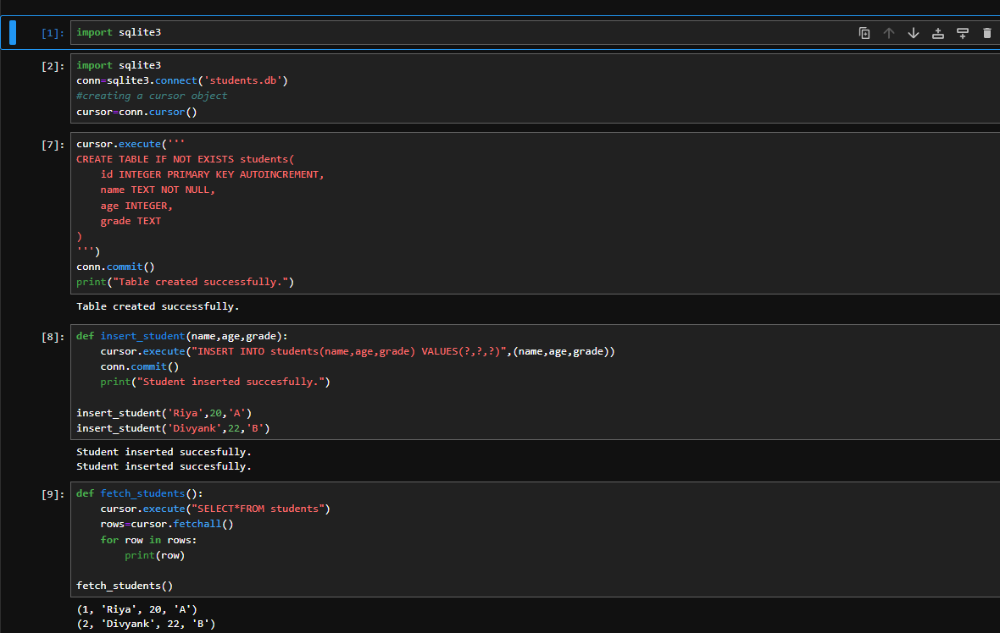 [1]: import sqlite3
[2]: import sqlite3
conn=sqlite3.connect('students.db')
#creating a cursor object
cursor=conn.cursor()
[7]: cursor.execute('''
CREATE TABLE IF NOT EXISTS students(
    id INTEGER PRIMARY KEY AUTOINCREMENT,
    name TEXT NOT NULL,
    age INTEGER,
    grade TEXT
)
''')
conn.commit()
print("Table created successfully.")
Table created successfully.
[8]: def insert_student(name,age,grade):
    cursor.execute("INSERT INTO students(name,age,grade) VALUES(?,?,?)",(name,age,grade))
    conn.commit()
    print("Student inserted succesfully.")
insert_student('Riya',20,'A')
insert_student('Divyank',22,'B')
Student inserted succesfully.
Student inserted succesfully.
[9]: def fetch_students():
    cursor.execute("SELECT*FROM students")
    rows=cursor.fetchall()
    for row in rows:
        print(row)
fetch_students()
(1, 'Riya', 20, 'A')
(2, 'Divyank', 22, 'B')